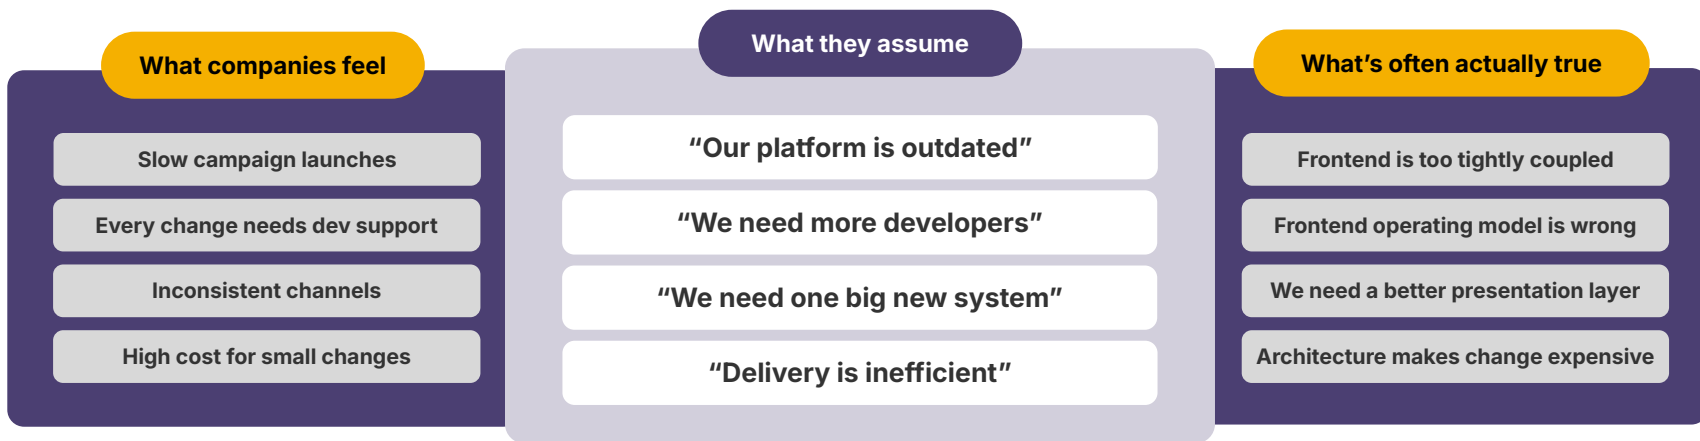 What companies feel
Slow campaign launches
Every change needs dev support
Inconsistent channels
High cost for small changes
What they assume
“Our platform is outdated”
“We need more developers”
“We need one big new system”
“Delivery is inefficient”
What’s often actually true
Frontend is too tightly coupled
Frontend operating model is wrong
We need a better presentation layer
Architecture makes change expensive